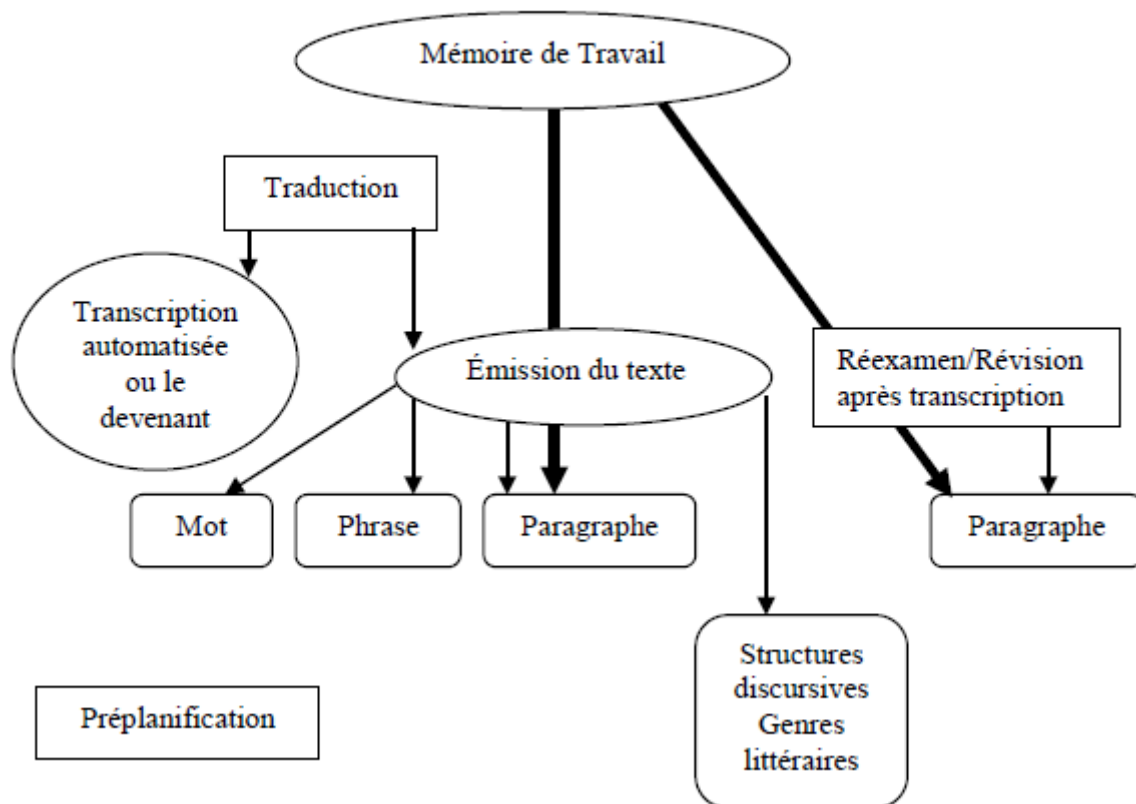 Mémoire de Travail
Traduction
Transcription
automatisée
ou le
devenant
Émission du texte
Réexamen/Révision
après transcription
Mot
Phrase
Paragraphe
Paragraphe
Structures
discursives
Genres
littéraires
Préplanification